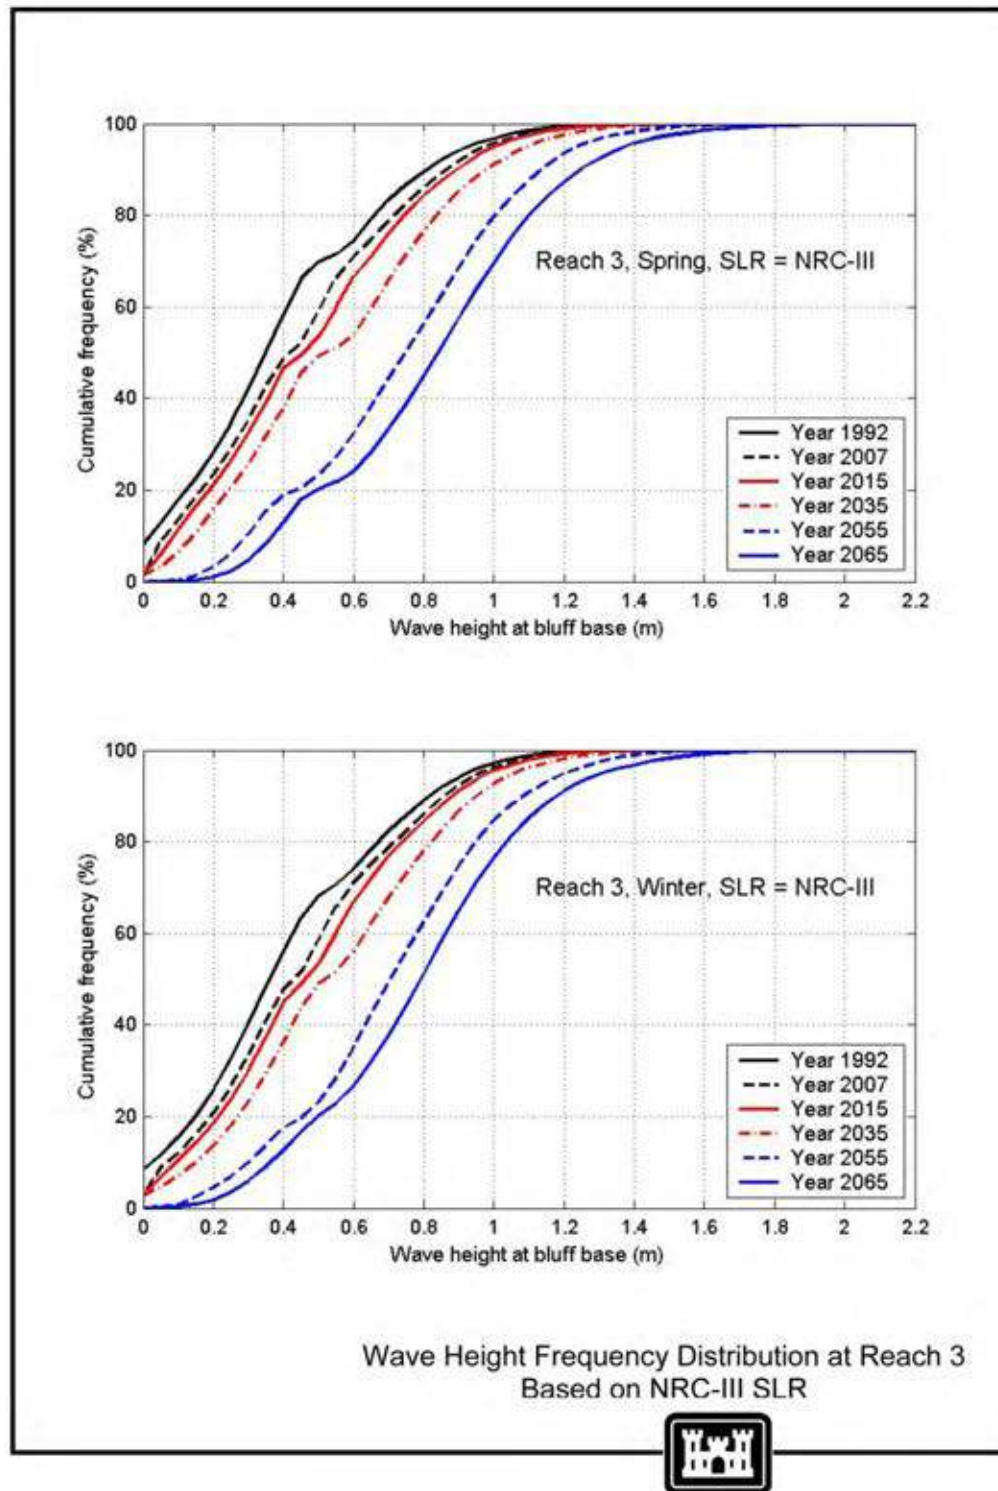 100
80
60
40
20
0
Cumulative frequency (%)
Reach 3, Spring, SLR = NRC-III
Year 1992
Year 2007
Year 2015
Year 2035
Year 2055
Year 2065
0 0.2 0.4 0.6 0.8 1 1.2 1.4 1.6 1.8 2 2.2
Wave height at bluff base (m)
100
80
60
40
20
0
Cumulative frequency (%)
Reach 3, Winter, SLR = NRC-III
Year 1992
Year 2007
Year 2015
Year 2035
Year 2055
Year 2065
0 0.2 0.4 0.6 0.8 1 1.2 1.4 1.6 1.8 2 2.2
Wave height at bluff base (m)
Wave Height Frequency Distribution at Reach 3
Based on NRC-III SLR